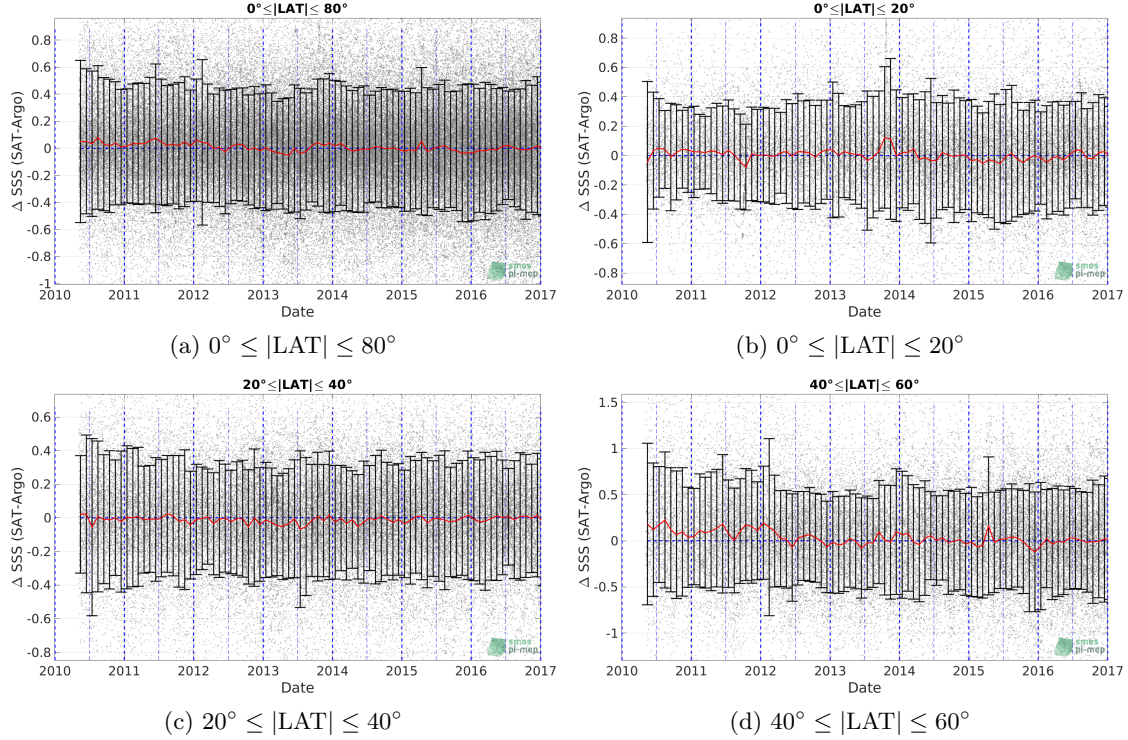 0°≤|LAT|≤ 80°
Δ SSS (SAT-Argo)
0.8
0.6
0.4
0.2
0
-0.2
-0.4
-0.6
-0.8
-1
2010 2011 2012 2013 2014 2015 2016 2017
Date
smos
pi-mep
(a) 0° ≤ |LAT| ≤ 80°
0°≤|LAT|≤ 20°
Δ SSS (SAT-Argo)
0.8
0.6
0.4
0.2
0
-0.2
-0.4
-0.6
-0.8
2010 2011 2012 2013 2014 2015 2016 2017
Date
smos
pi-mep
(b) 0° ≤ |LAT| ≤ 20°
20°≤|LAT|≤ 40°
Δ SSS (SAT-Argo)
0.6
0.4
0.2
0
-0.2
-0.4
-0.6
-0.8
2010 2011 2012 2013 2014 2015 2016 2017
Date
smos
pi-mep
(c) 20° ≤ |LAT| ≤ 40°
40°≤|LAT|≤ 60°
Δ SSS (SAT-Argo)
1.5
1
0.5
0
-0.5
-1
2010 2011 2012 2013 2014 2015 2016 2017
Date
smos
pi-mep
(d) 40° ≤ |LAT| ≤ 60°